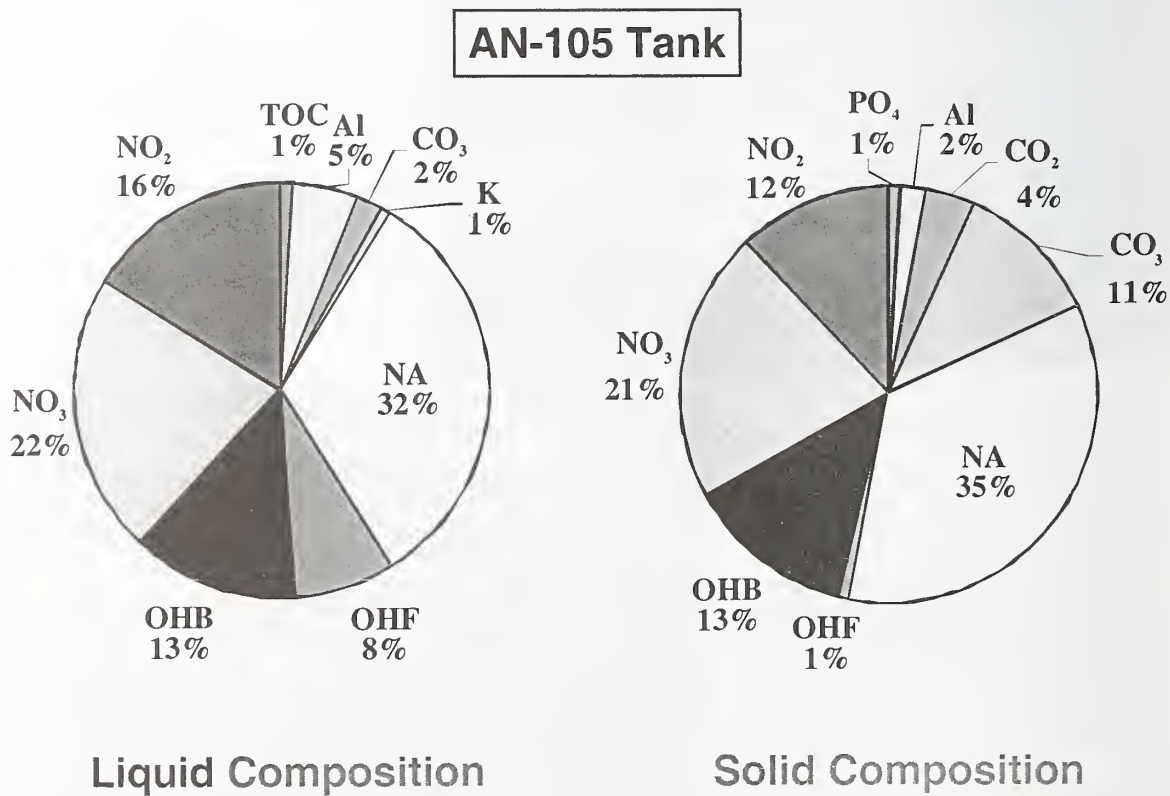 AN-105 Tank
TOC
1%
Al
5%
CO₃
2%
K
1%
NO₂
16%
NA
32%
NO₃
22%
OHB
13%
OHF
8%
PO₄
1%
Al
2%
CO₂
4%
NO₂
12%
CO₃
11%
NO₃
21%
NA
35%
OHB
13%
OHF
1%
Liquid Composition
Solid Composition